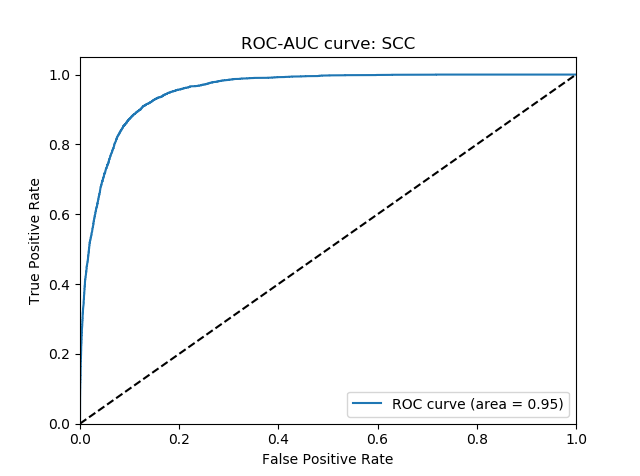 ROC-AUC curve: SCC
True Positive Rate
1.0
0.8
0.6
0.4
0.2
0.0
ROC curve (area = 0.95)
0.0 0.2 0.4 0.6 0.8 1.0
False Positive Rate